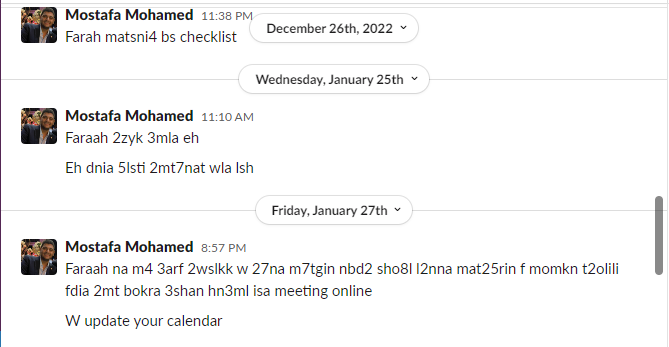 Mostafa Mohamed 11:38 PM
December 26th, 2022
Farah matsni4 bs checklist
Wednesday, January 25th
Mostafa Mohamed 11:10 AM
Faraah 2zyk 3mla eh
Eh dnia 5lsti 2mt7nat wla lsh
Friday, January 27th
Mostafa Mohamed 8:57 PM
Faraah na m4 3arf 2wslkk w 27na m7tgin nbd2 sho8l l2nna mat25rin f momkn t2olili
fdia 2mt bokra 3shan hn3ml isa meeting online
W update your calendar